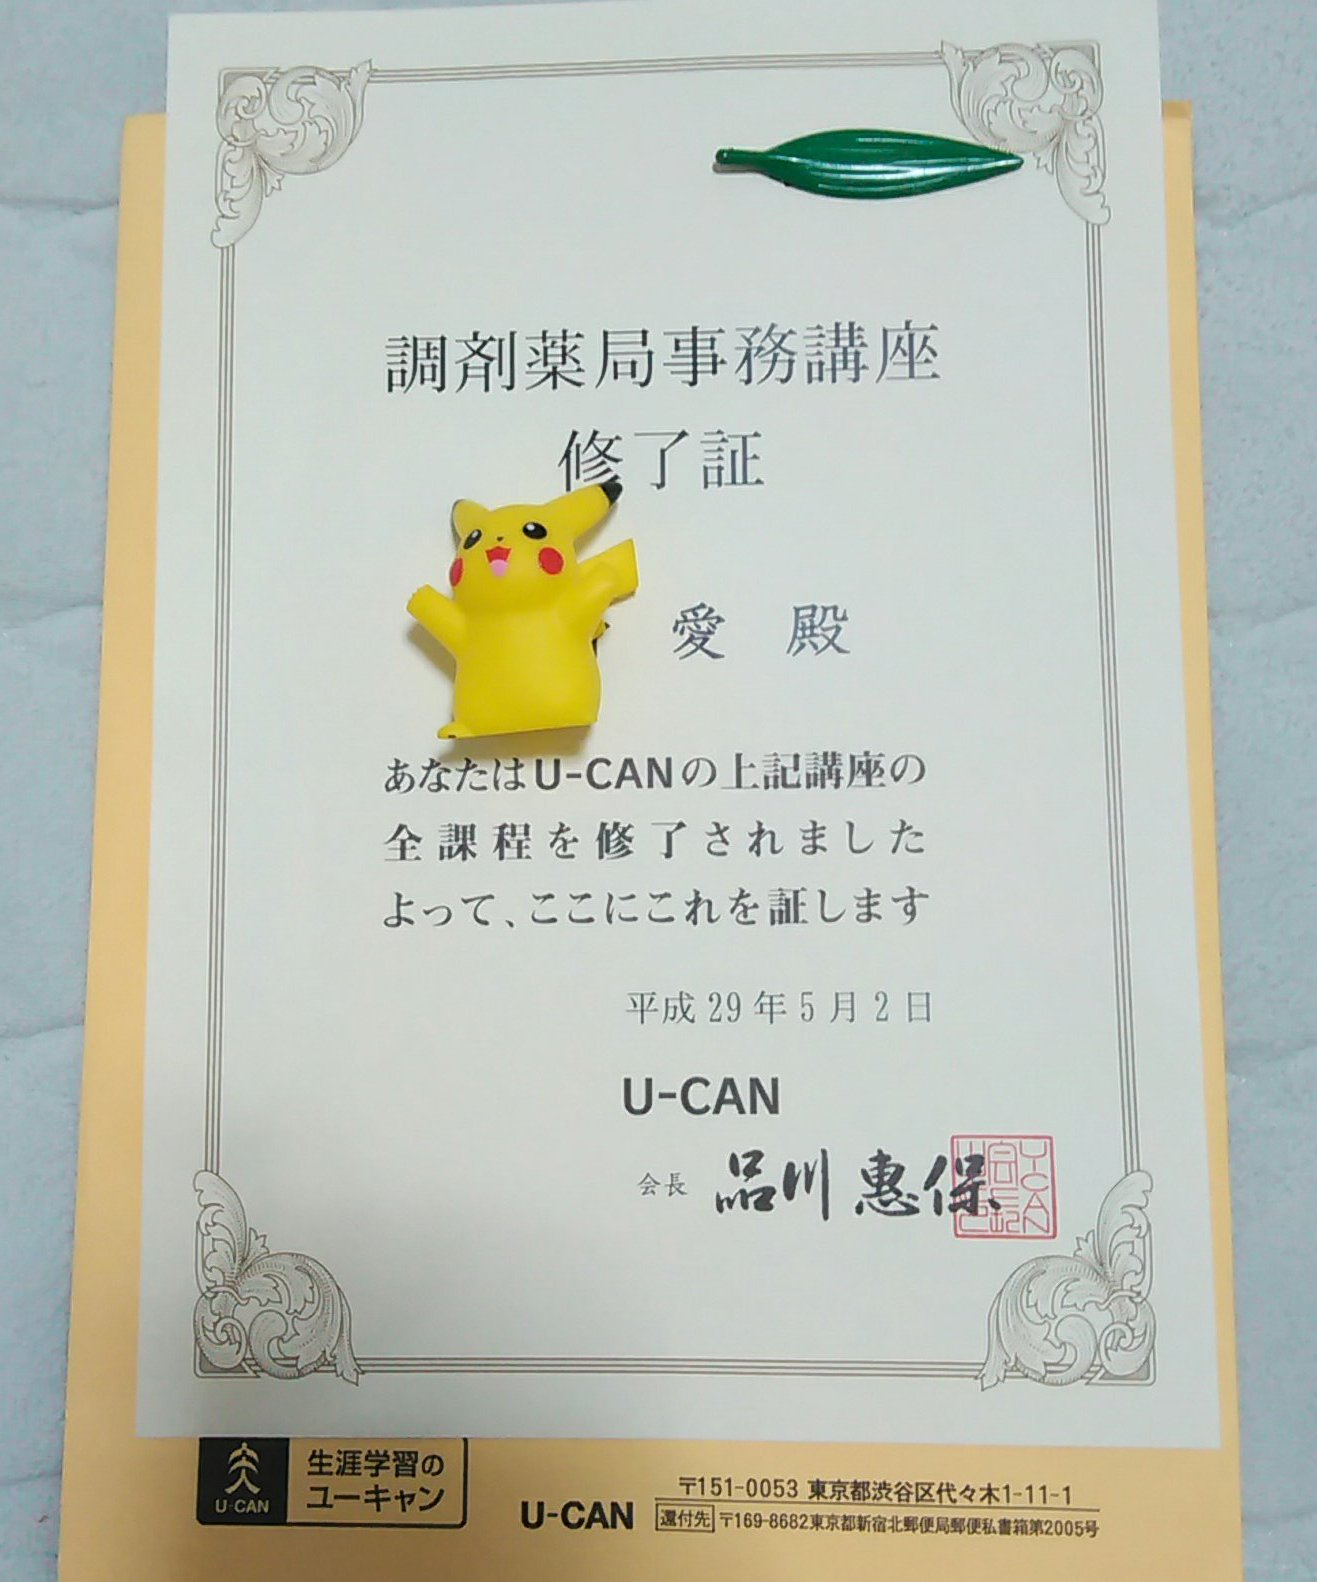 調剤薬局事務講座
修了証
愛 殿
あなたはU-CANの上記講座の
全課程を修了されました
よって、ここにこれを証します
平成29年5月2日
U-CAN
会長 品川惠保
U-CAN
生涯学習の
ユーキャン
U-CAN
〒151-0053 東京都渋谷区代々木1-11-1
還付先 〒169-8682東京都新宿北郵便局郵便私書箱第2005号